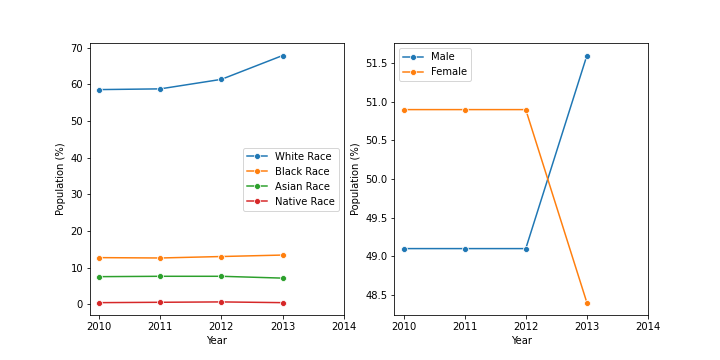 70
60
50
40
30
20
10
0
Population (%)
2010 2011 2012 2013 2014
Year
White Race
Black Race
Asian Race
Native Race
51.5
51.0
50.5
50.0
49.5
49.0
48.5
Population (%)
2010 2011 2012 2013 2014
Year
Male
Female